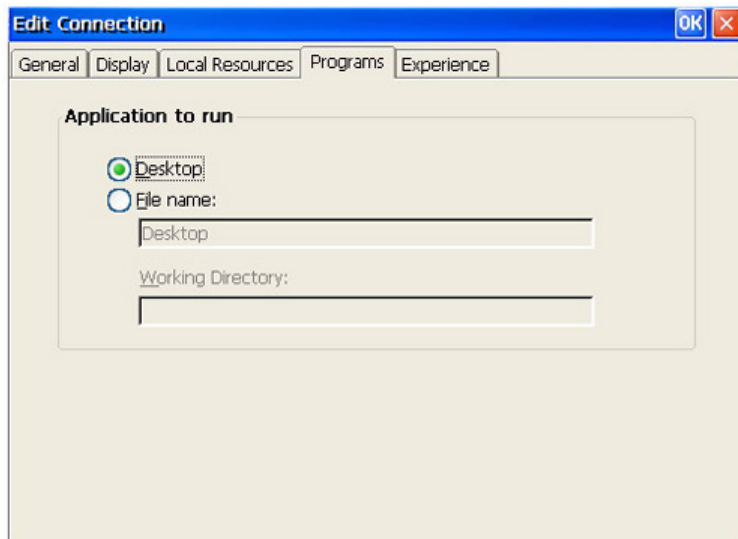 Edit Connection OK
General Display Local Resources Programs Experience
Application to run
Desktop
File name:
Desktop
Working Directory: